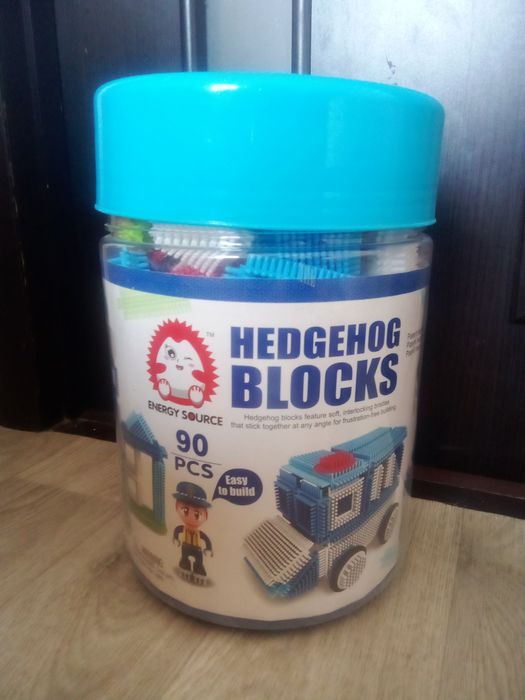 TM
HEDGEHOG
BLOCKS
ENERGY SOURCE
Hedgehog blocks feature soft, interlocking bristles
that stick together at any angle for frustration-free building
90
PCS
Easy
to build